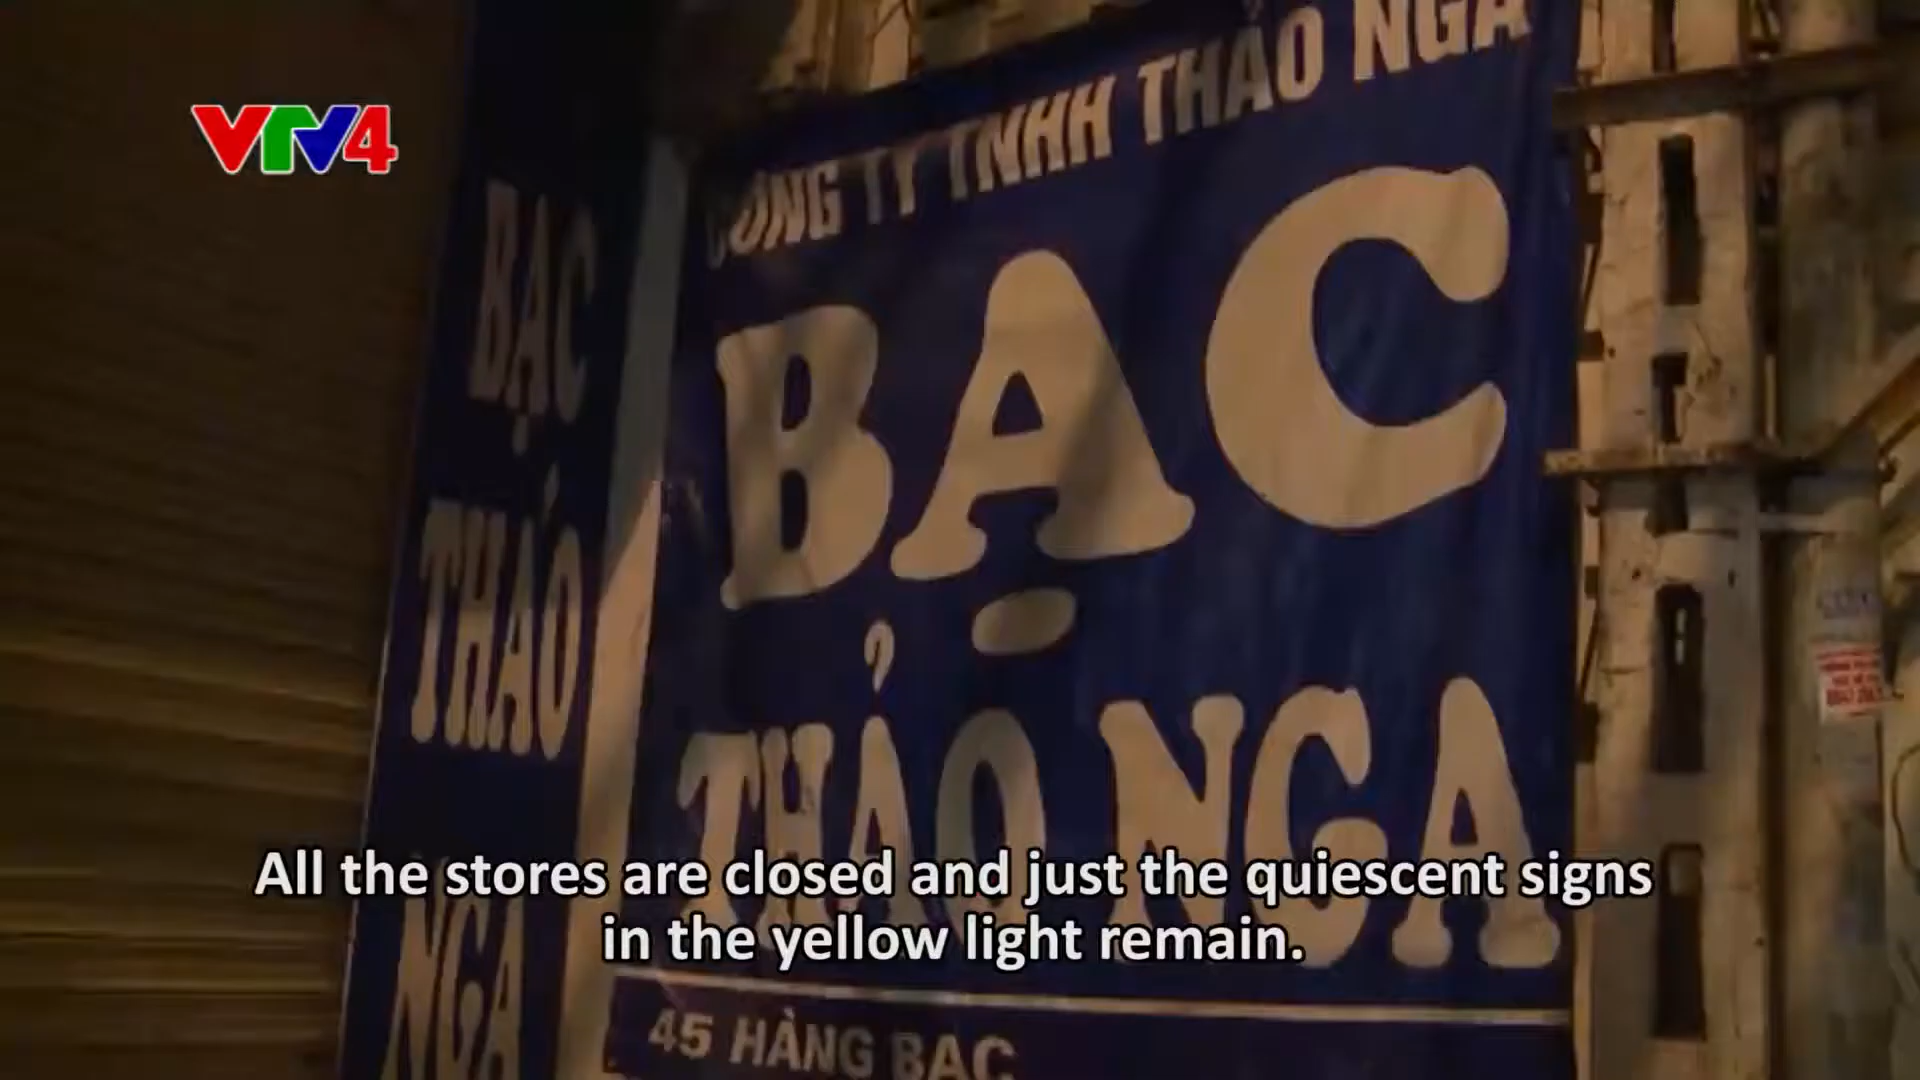 VTV4
CÔNG TY TNHH THẢO NGA
BẠC
THẢO NGA
BẠC
THẢO
NGA
45 HÀNG BẠC
All the stores are closed and just the quiescent signs
in the yellow light remain.